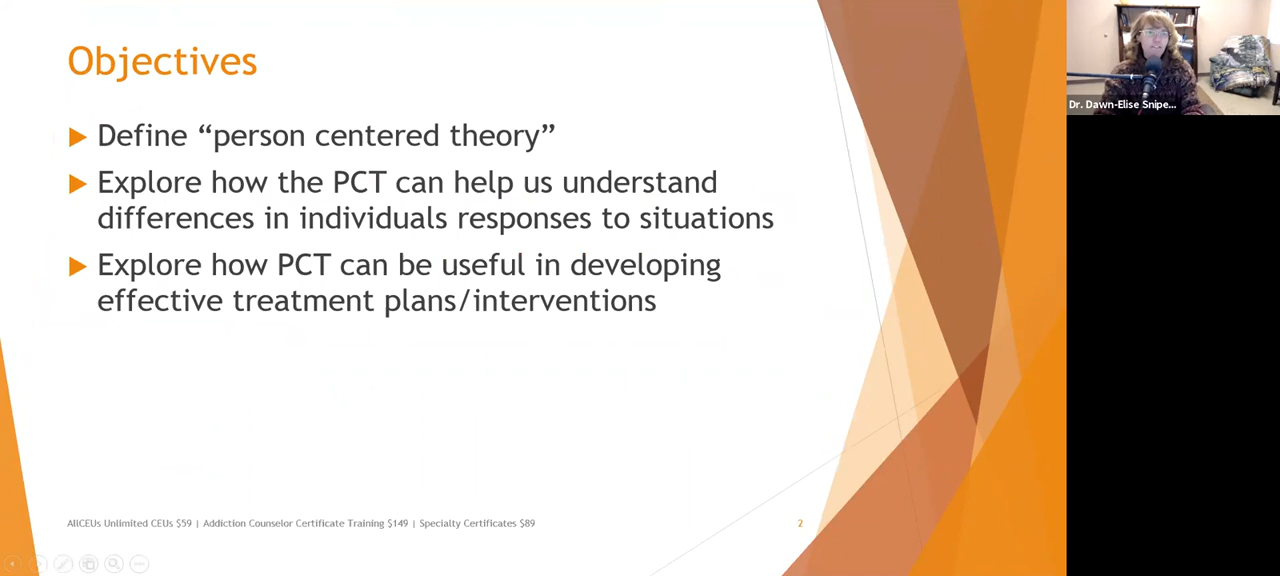 Objectives
Define “person centered theory”
Explore how the PCT can help us understand
differences in individuals responses to situations
Explore how PCT can be useful in developing
effective treatment plans/interventions
AllCEUs Unlimited CEUs $59 | Addiction Counselor Certificate Training $149 | Specialty Certificates $89
2
Dr. Dawn-Elise Snipe...